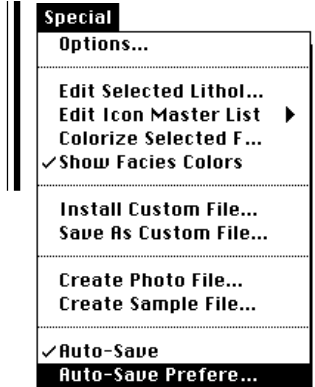 Special
Options...
Edit Selected Lithol...
Edit Icon Master List
Colorize Selected F...
✓Show Facies Colors
Install Custom File...
Save As Custom File...
Create Photo File...
Create Sample File...
✓Auto-Save
Auto-Save Prefere...